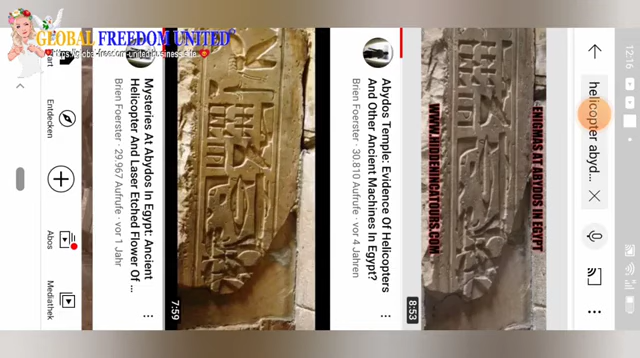 GLOBAL FREEDOM UNITED
12:16
helicopter abyd...
ENIGMAS AT ABYDOS IN EGYPT
WWW.HIDDENINCATOURS.COM
8:53
Abydos Temple: Evidence Of Helicopters
And Other Ancient Machines In Egypt?
Brien Foerster · 30.810 Aufrufe · vor 4 Jahren
7:59
Mysteries At Abydos In Egypt: Ancient
Helicopter And Laser Etched Flower Of ...
Brien Foerster · 29.967 Aufrufe · vor 1 Jahr
Entdecken
Abos
Mediathek